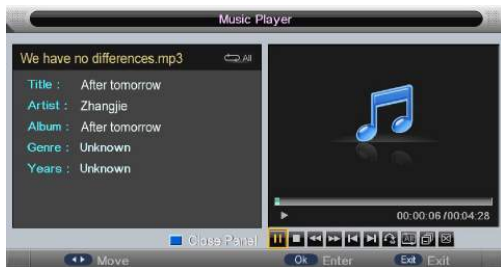 Music Player
We have no differences.mp3 All
Title : After tomorrow
Artist : Zhangjie
Album : After tomorrow
Genre : Unknown
Years : Unknown
00:00:06 /00:04:28
Close Panel
Move
Ok Enter
Exit Exit